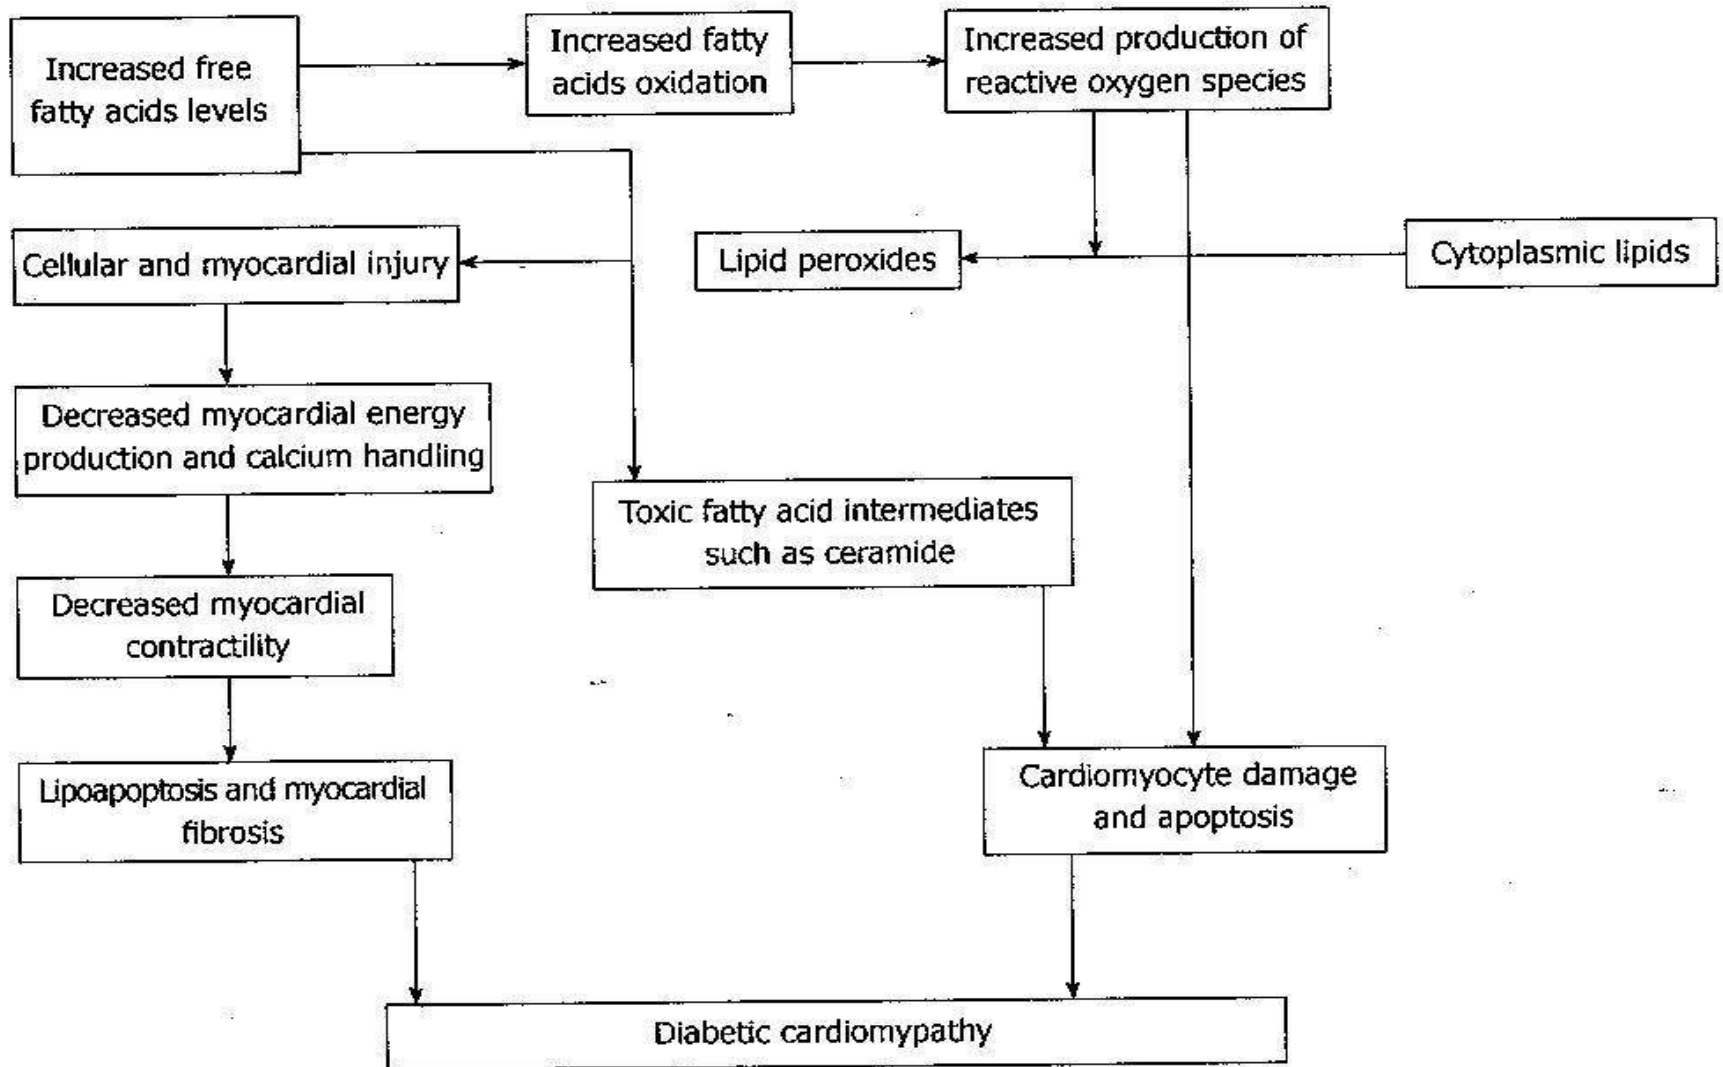 Increased free
fatty acids levels
Increased fatty
acids oxidation
Increased production of
reactive oxygen species
Cellular and myocardial injury
Lipid peroxides
Cytoplasmic lipids
Decreased myocardial energy
production and calcium handling
Toxic fatty acid intermediates
such as ceramide
Decreased myocardial
contractility
Lipoapoptosis and myocardial
fibrosis
Cardiomyocyte damage
and apoptosis
Diabetic cardiomypathy